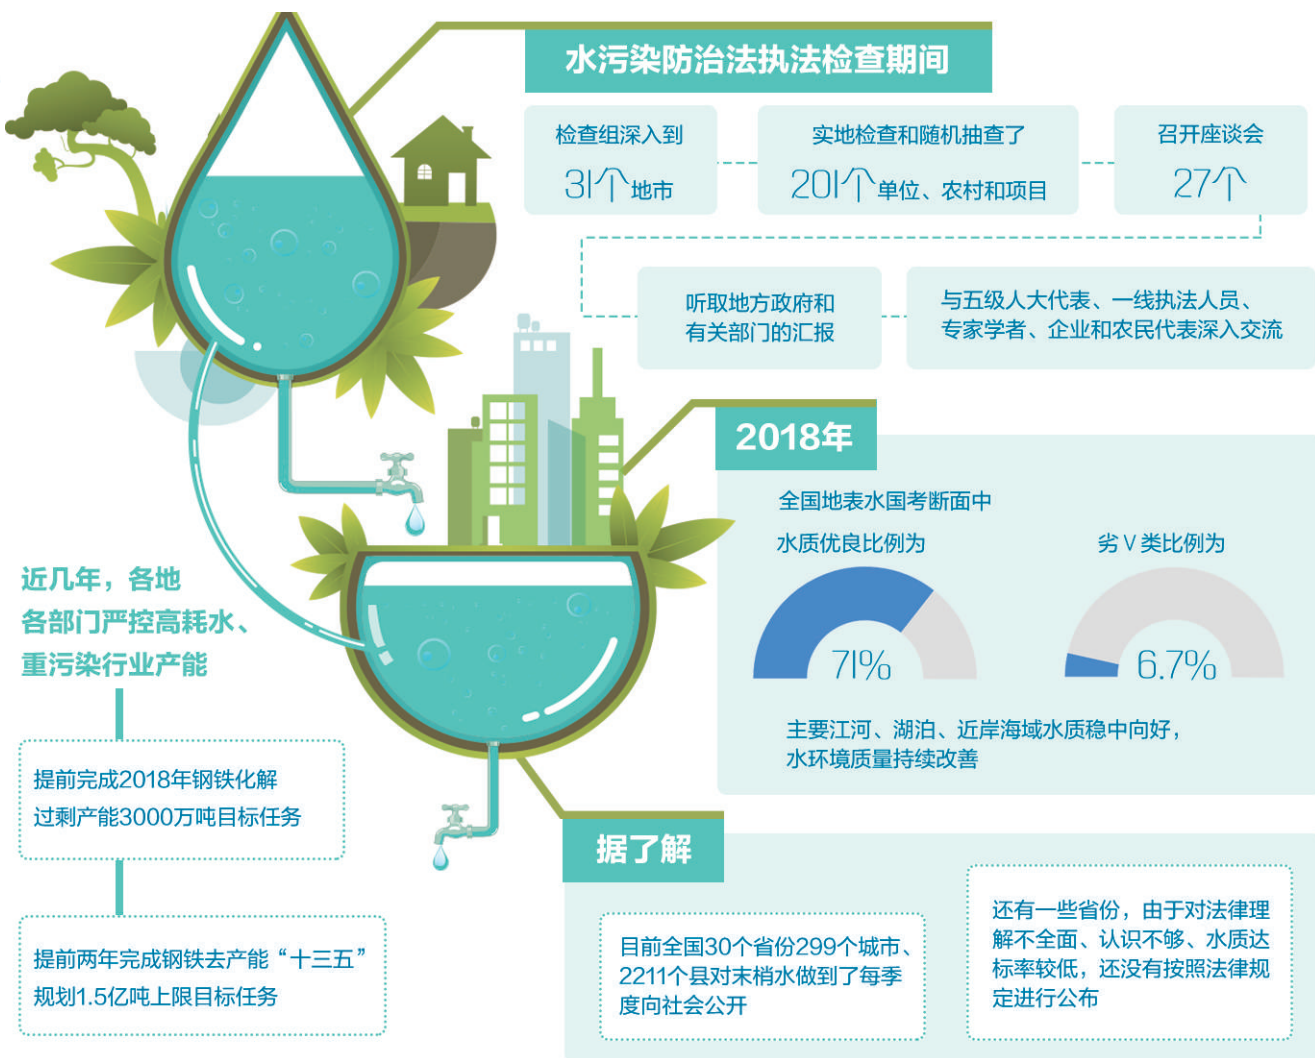 水污染防治法执法检查期间
检查组深入到
31个地市
实地检查和随机抽查了
201个单位、农村和项目
召开座谈会
27个
听取地方政府和
有关部门的汇报
与五级人大代表、一线执法人员、
专家学者、企业和农民代表深入交流
2018年
全国地表水国考断面中
水质优良比例为
71%
劣Ⅴ类比例为
6.7%
主要江河、湖泊、近岸海域水质稳中向好，
水环境质量持续改善
近几年，各地
各部门严控高耗水、
重污染行业产能
提前完成2018年钢铁化解
过剩产能3000万吨目标任务
提前两年完成钢铁去产能“十三五”
规划1.5亿吨上限目标任务
据了解
目前全国30个省份299个城市、
2211个县对末梢水做到了每季
度向社会公开
还有一些省份，由于对法律理
解不全面、认识不够、水质达
标率较低，还没有按照法律规
定进行公布